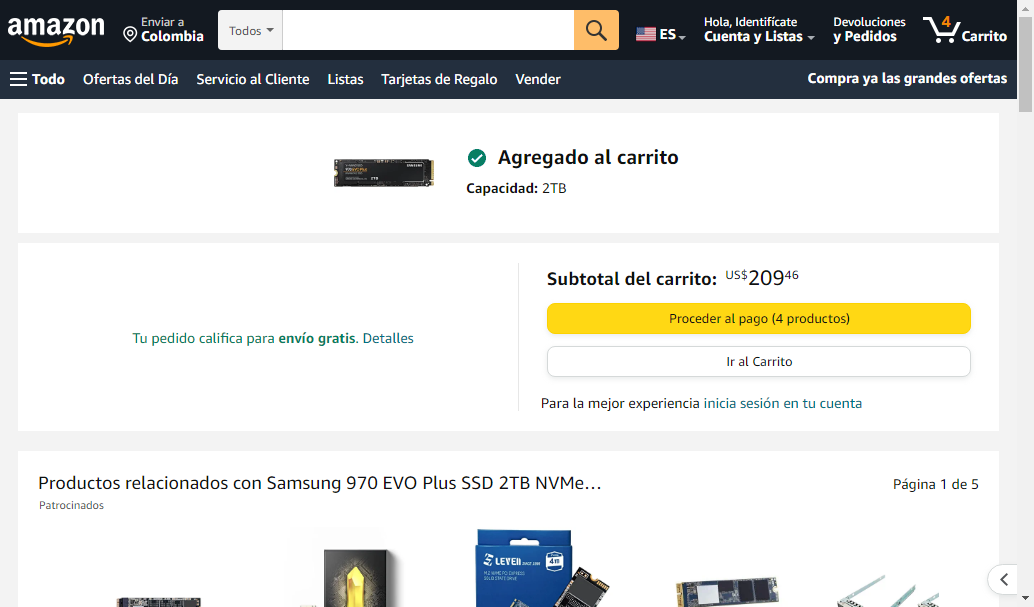 amazon
Enviar a
Colombia
Todos
ES
Hola, Identifícate
Cuenta y Listas
Devoluciones
y Pedidos
4
Carrito
Todo
Ofertas del Día
Servicio al Cliente
Listas
Tarjetas de Regalo
Vender
Compra ya las grandes ofertas
SAMSUNG
Agregado al carrito
Capacidad: 2TB
Subtotal del carrito: US$20946
Proceder al pago (4 productos)
Tu pedido califica para envío gratis. Detalles
Ir al Carrito
Para la mejor experiencia inicia sesión en tu cuenta
Productos relacionados con Samsung 970 EVO Plus SSD 2TB NVMe…
Página 1 de 5
Patrocinados
LEVEN